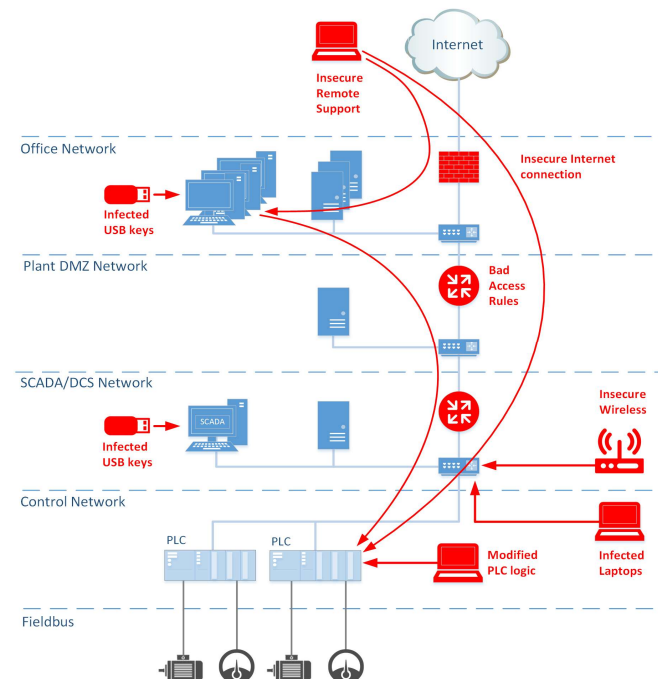 Internet
Insecure
Remote
Support
Office Network
Insecure Internet
connection
Infected
USB keys
Plant DMZ Network
Bad
Access
Rules
SCADA/DCS Network
Insecure
Wireless
SCADA
Infected
USB keys
Control Network
PLC
PLC
Modified
PLC logic
Infected
Laptops
Fieldbus